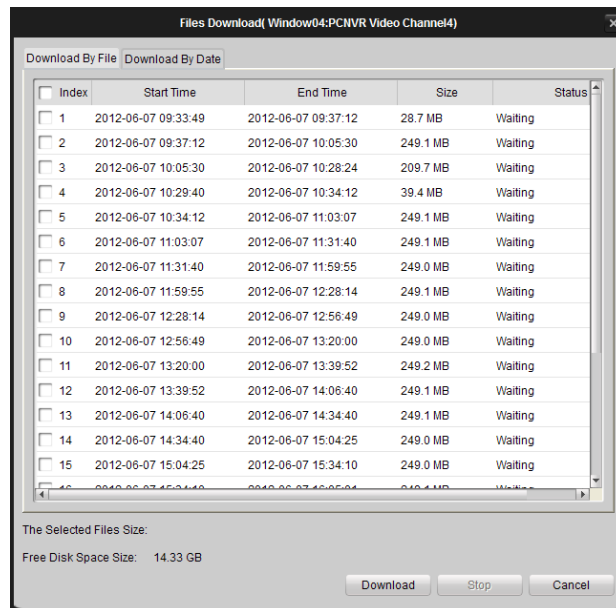 Files Download( Window04:PCNVR Video Channel4)
Download By File Download By Date
Index Start Time End Time Size Status
1 2012-06-07 09:33:49 2012-06-07 09:37:12 28.7 MB Waiting
2 2012-06-07 09:37:12 2012-06-07 10:05:30 249.1 MB Waiting
3 2012-06-07 10:05:30 2012-06-07 10:28:24 209.7 MB Waiting
4 2012-06-07 10:29:40 2012-06-07 10:34:12 39.4 MB Waiting
5 2012-06-07 10:34:12 2012-06-07 11:03:07 249.1 MB Waiting
6 2012-06-07 11:03:07 2012-06-07 11:31:40 249.1 MB Waiting
7 2012-06-07 11:31:40 2012-06-07 11:59:55 249.0 MB Waiting
8 2012-06-07 11:59:55 2012-06-07 12:28:14 249.1 MB Waiting
9 2012-06-07 12:28:14 2012-06-07 12:56:49 249.0 MB Waiting
10 2012-06-07 12:56:49 2012-06-07 13:20:00 249.0 MB Waiting
11 2012-06-07 13:20:00 2012-06-07 13:39:52 249.2 MB Waiting
12 2012-06-07 13:39:52 2012-06-07 14:06:40 249.1 MB Waiting
13 2012-06-07 14:06:40 2012-06-07 14:34:40 249.1 MB Waiting
14 2012-06-07 14:34:40 2012-06-07 15:04:25 249.0 MB Waiting
15 2012-06-07 15:04:25 2012-06-07 15:34:10 249.0 MB Waiting
The Selected Files Size:
Free Disk Space Size: 14.33 GB
Download Stop Cancel